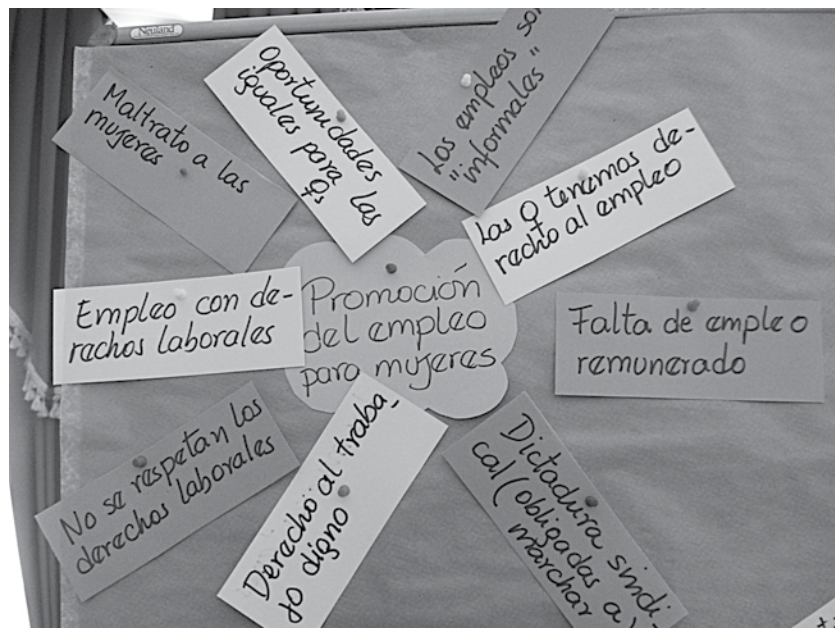 Neuland
Maltrato a las
mujeres
Oportunidades
iguales para las
♀s
Los empleos son
"informales"
Las ♀ tenemos de-
recho al empleo
Empleo con de-
rechos laborales
Promoción
del empleo
para mujeres
Falta de empleo
remunerado
No se respetan los
derechos laborales
Derecho al traba_
jo digno
Dictadura sindi-
cal (obligadas a)
marchar